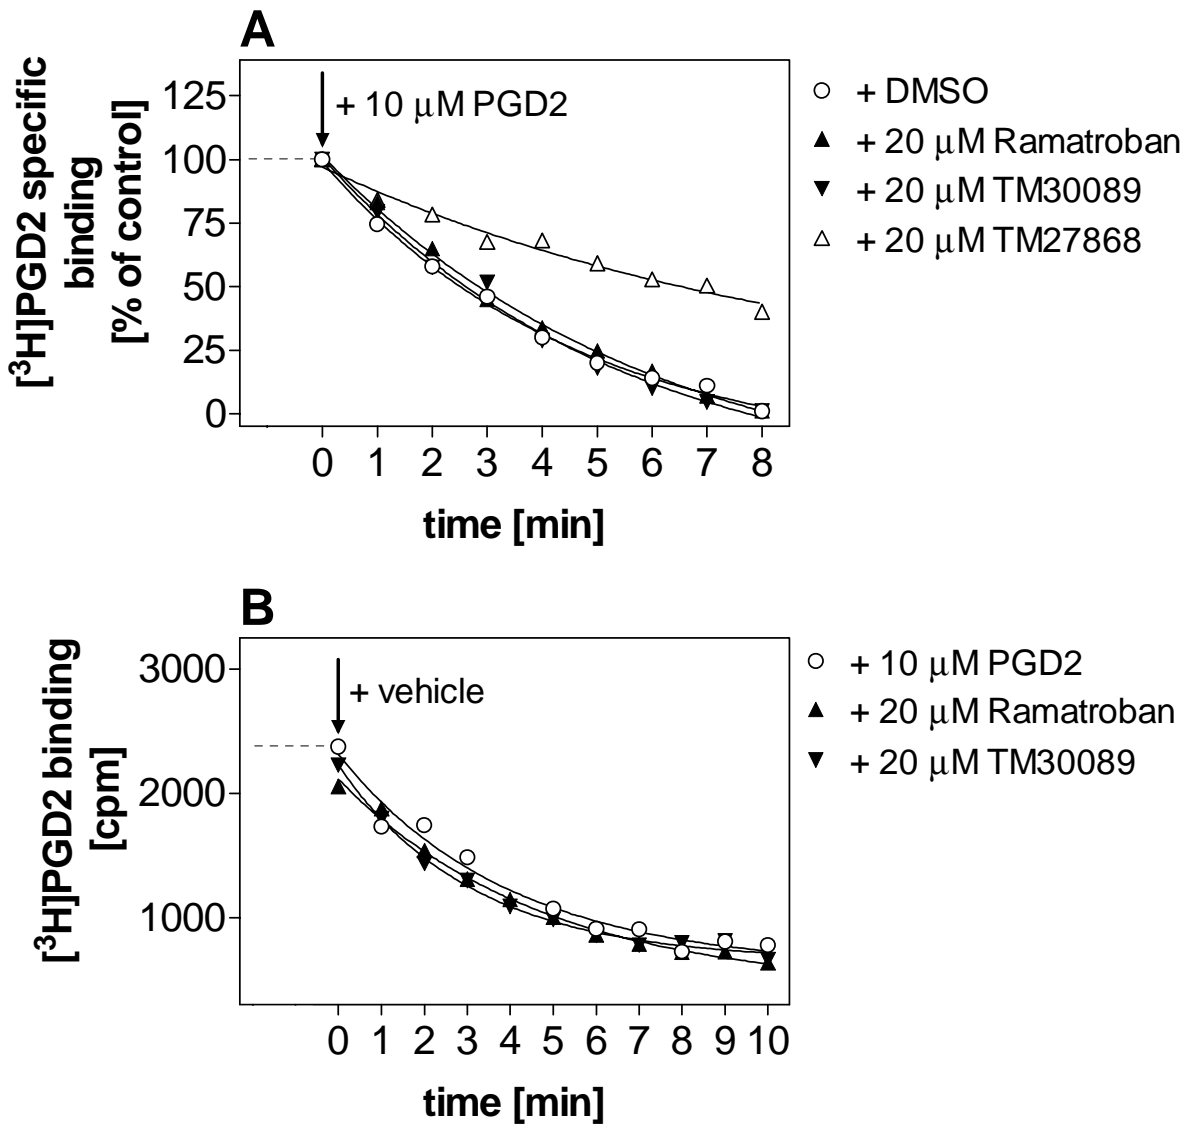 A
[³H]PGD2 specific
binding
[% of control]
125
100
75
50
25
0
+ 10 μM PGD2
0 1 2 3 4 5 6 7 8
time [min]
+ DMSO
+ 20 μM Ramatroban
+ 20 μM TM30089
+ 20 μM TM27868
B
[³H]PGD2 binding
[cpm]
3000
2000
1000
+ vehicle
0 1 2 3 4 5 6 7 8 9 10
time [min]
+ 10 μM PGD2
+ 20 μM Ramatroban
+ 20 μM TM30089